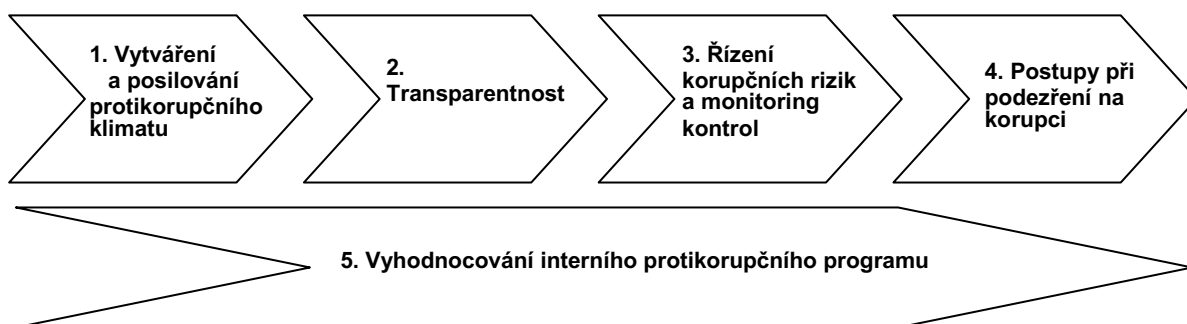 1. Vytváření
a posilování
protikorupčního
klimatu
2.
Transparentnost
3. Řízení
korupčních rizik
a monitoring
kontrol
4. Postupy při
podezření na
korupci
5. Vyhodnocování interního protikorupčního programu